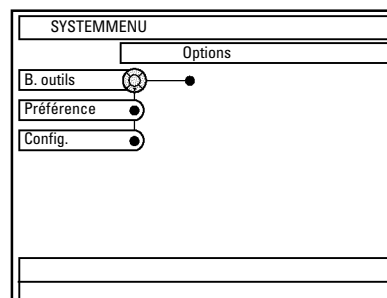 SYSTEMMENU
Options
B. outils
Préférence
Config.